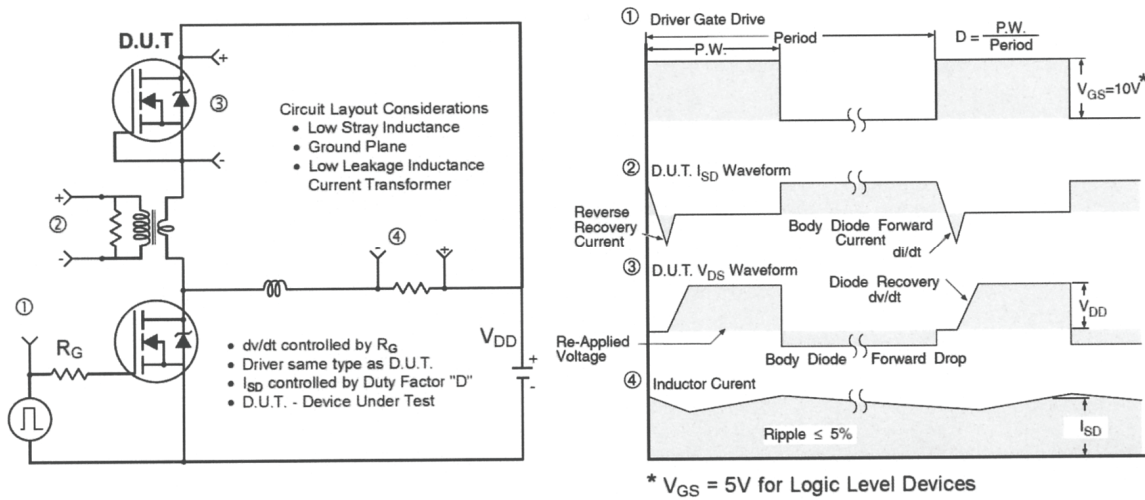 D.U.T
+
③
-
Circuit Layout Considerations
• Low Stray Inductance
• Ground Plane
• Low Leakage Inductance
Current Transformer
+
②
-
④
-
+
①
R_G
V_DD
+
-
• dv/dt controlled by R_G
• Driver same type as D.U.T.
• I_SD controlled by Duty Factor "D"
• D.U.T. - Device Under Test
① Driver Gate Drive
Period
P.W.
D = P.W. / Period
V_GS=10V*
② D.U.T. I_SD Waveform
Reverse
Recovery
Current
Body Diode Forward
Current
di/dt
③ D.U.T. V_DS Waveform
Diode Recovery
dv/dt
V_DD
Re-Applied
Voltage
Body Diode Forward Drop
④ Inductor Curent
I_SD
Ripple ≤ 5%
* V_GS = 5V for Logic Level Devices